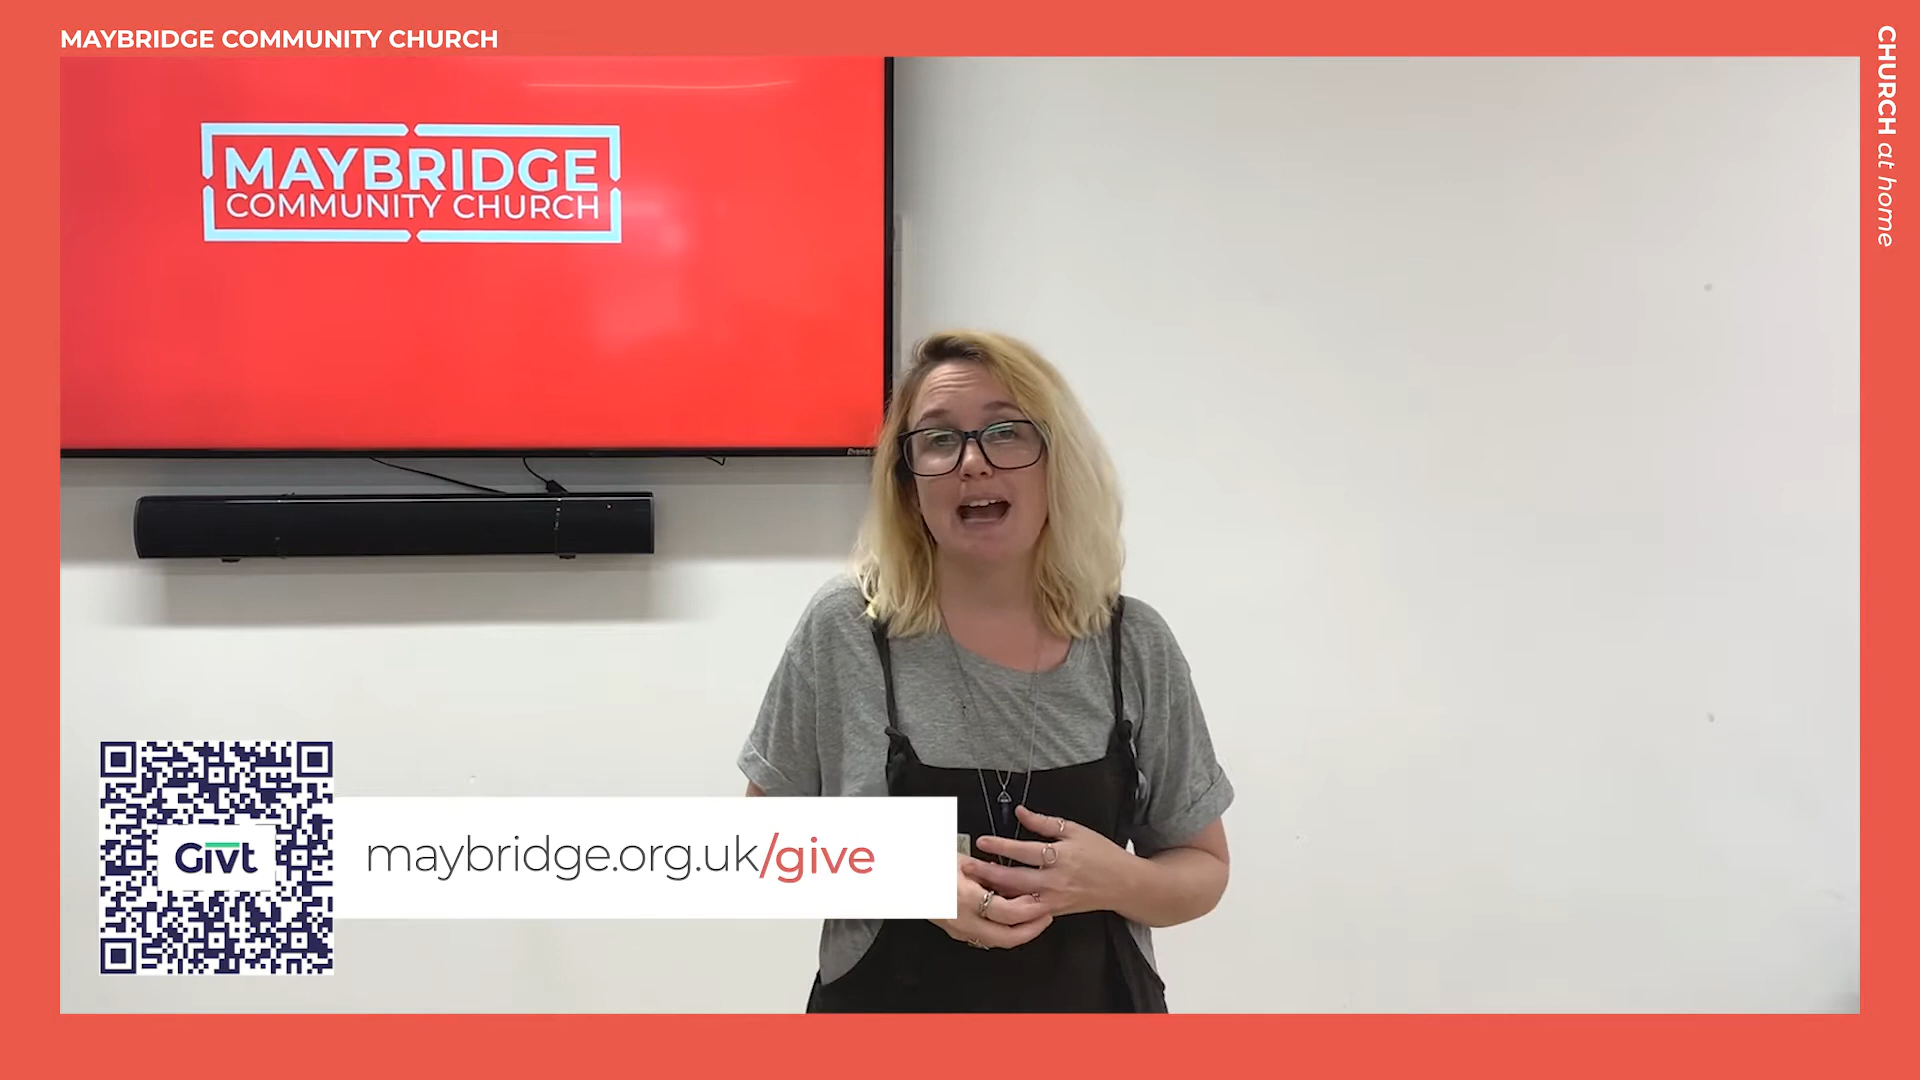 MAYBRIDGE COMMUNITY CHURCH
CHURCH at home
MAYBRIDGE
COMMUNITY CHURCH
Givt
maybridge.org.uk/give